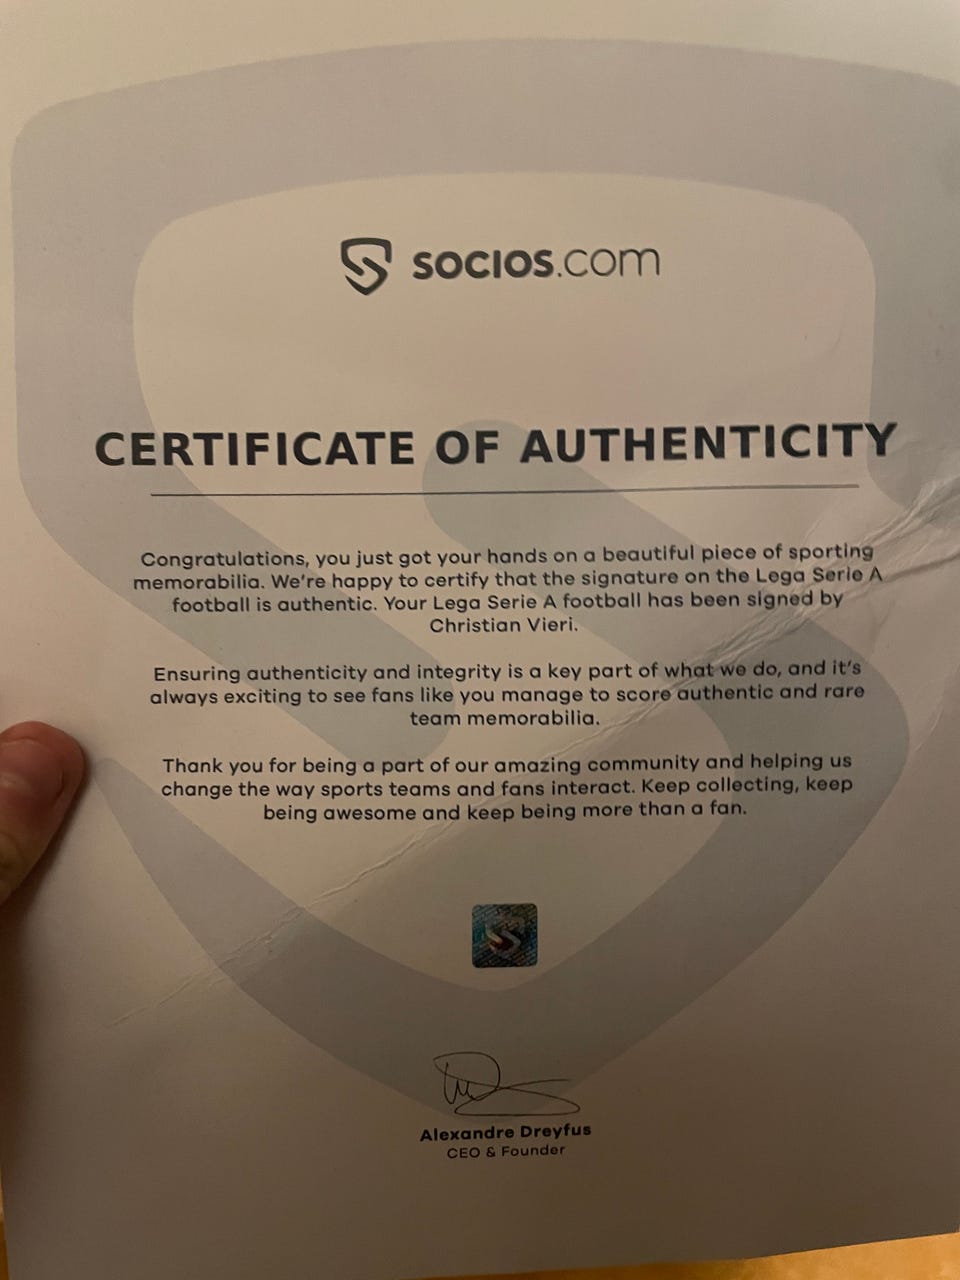 socios.com
CERTIFICATE OF AUTHENTICITY
Congratulations, you just got your hands on a beautiful piece of sporting
memorabilia. We're happy to certify that the signature on the Lega Serie A
football is authentic. Your Lega Serie A football has been signed by
Christian Vieri.
Ensuring authenticity and integrity is a key part of what we do, and it's
always exciting to see fans like you manage to score authentic and rare
team memorabilia.
Thank you for being a part of our amazing community and helping us
change the way sports teams and fans interact. Keep collecting, keep
being awesome and keep being more than a fan.
Alexandre Dreyfus
CEO & Founder